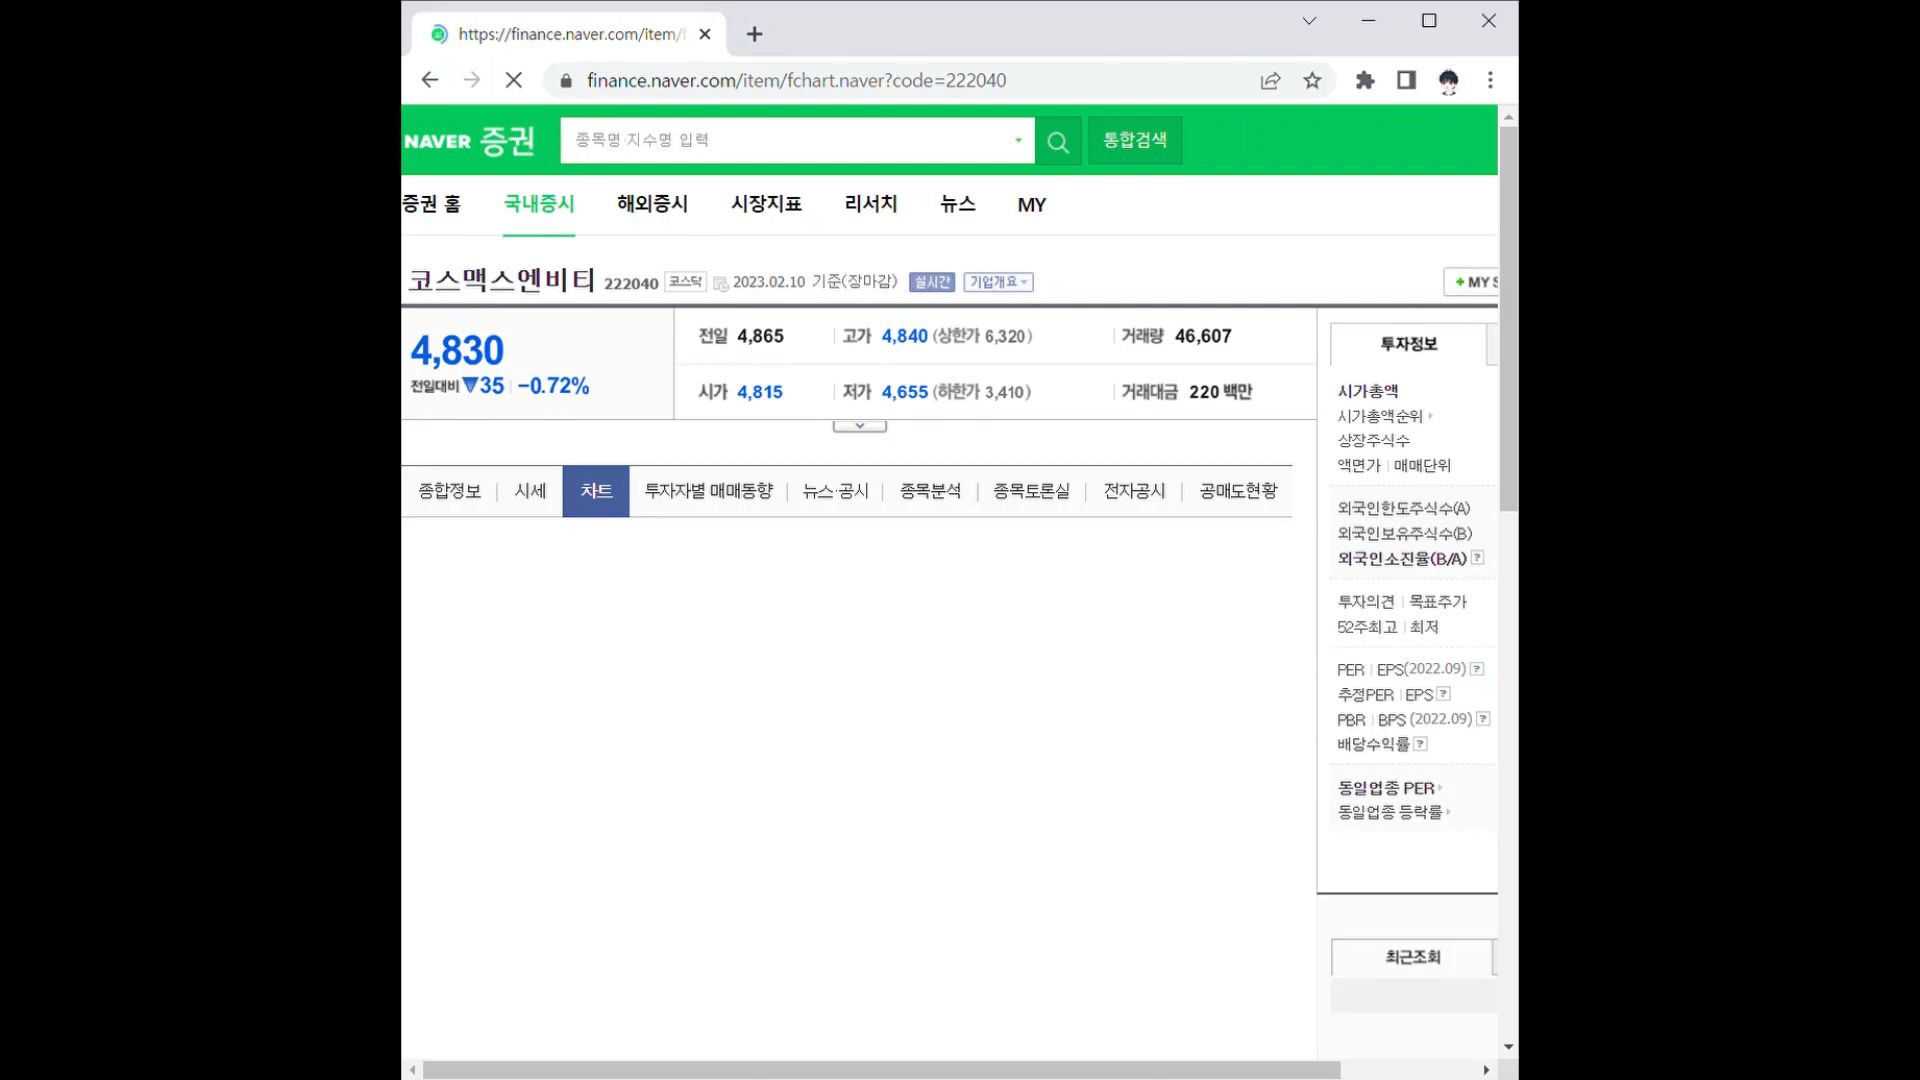 https://finance.naver.com/item/f
finance.naver.com/item/fchart.naver?code=222040
NAVER 증권
종목명·지수명 입력
통합검색
증권 홈 국내증시 해외증시 시장지표 리서치 뉴스 MY
코스맥스엔비티 222040 코스닥 2023.02.10 기준(장마감) 실시간 기업개요
+ MY S
4,830
전일대비 ▼35 -0.72%
전일 4,865 고가 4,840 (상한가 6,320) 거래량 46,607
시가 4,815 저가 4,655 (하한가 3,410) 거래대금 220 백만
종합정보 시세 차트 투자자별 매매동향 뉴스·공시 종목분석 종목토론실 전자공시 공매도현황
투자정보
시가총액
시가총액순위
상장주식수
액면가 매매단위
외국인한도주식수(A)
외국인보유주식수(B)
외국인소진율(B/A) ?
투자의견 목표주가
52주최고 최저
PER EPS(2022.09) ?
추정PER EPS ?
PBR BPS (2022.09) ?
배당수익률 ?
동일업종 PER
동일업종 등락률
최근조회